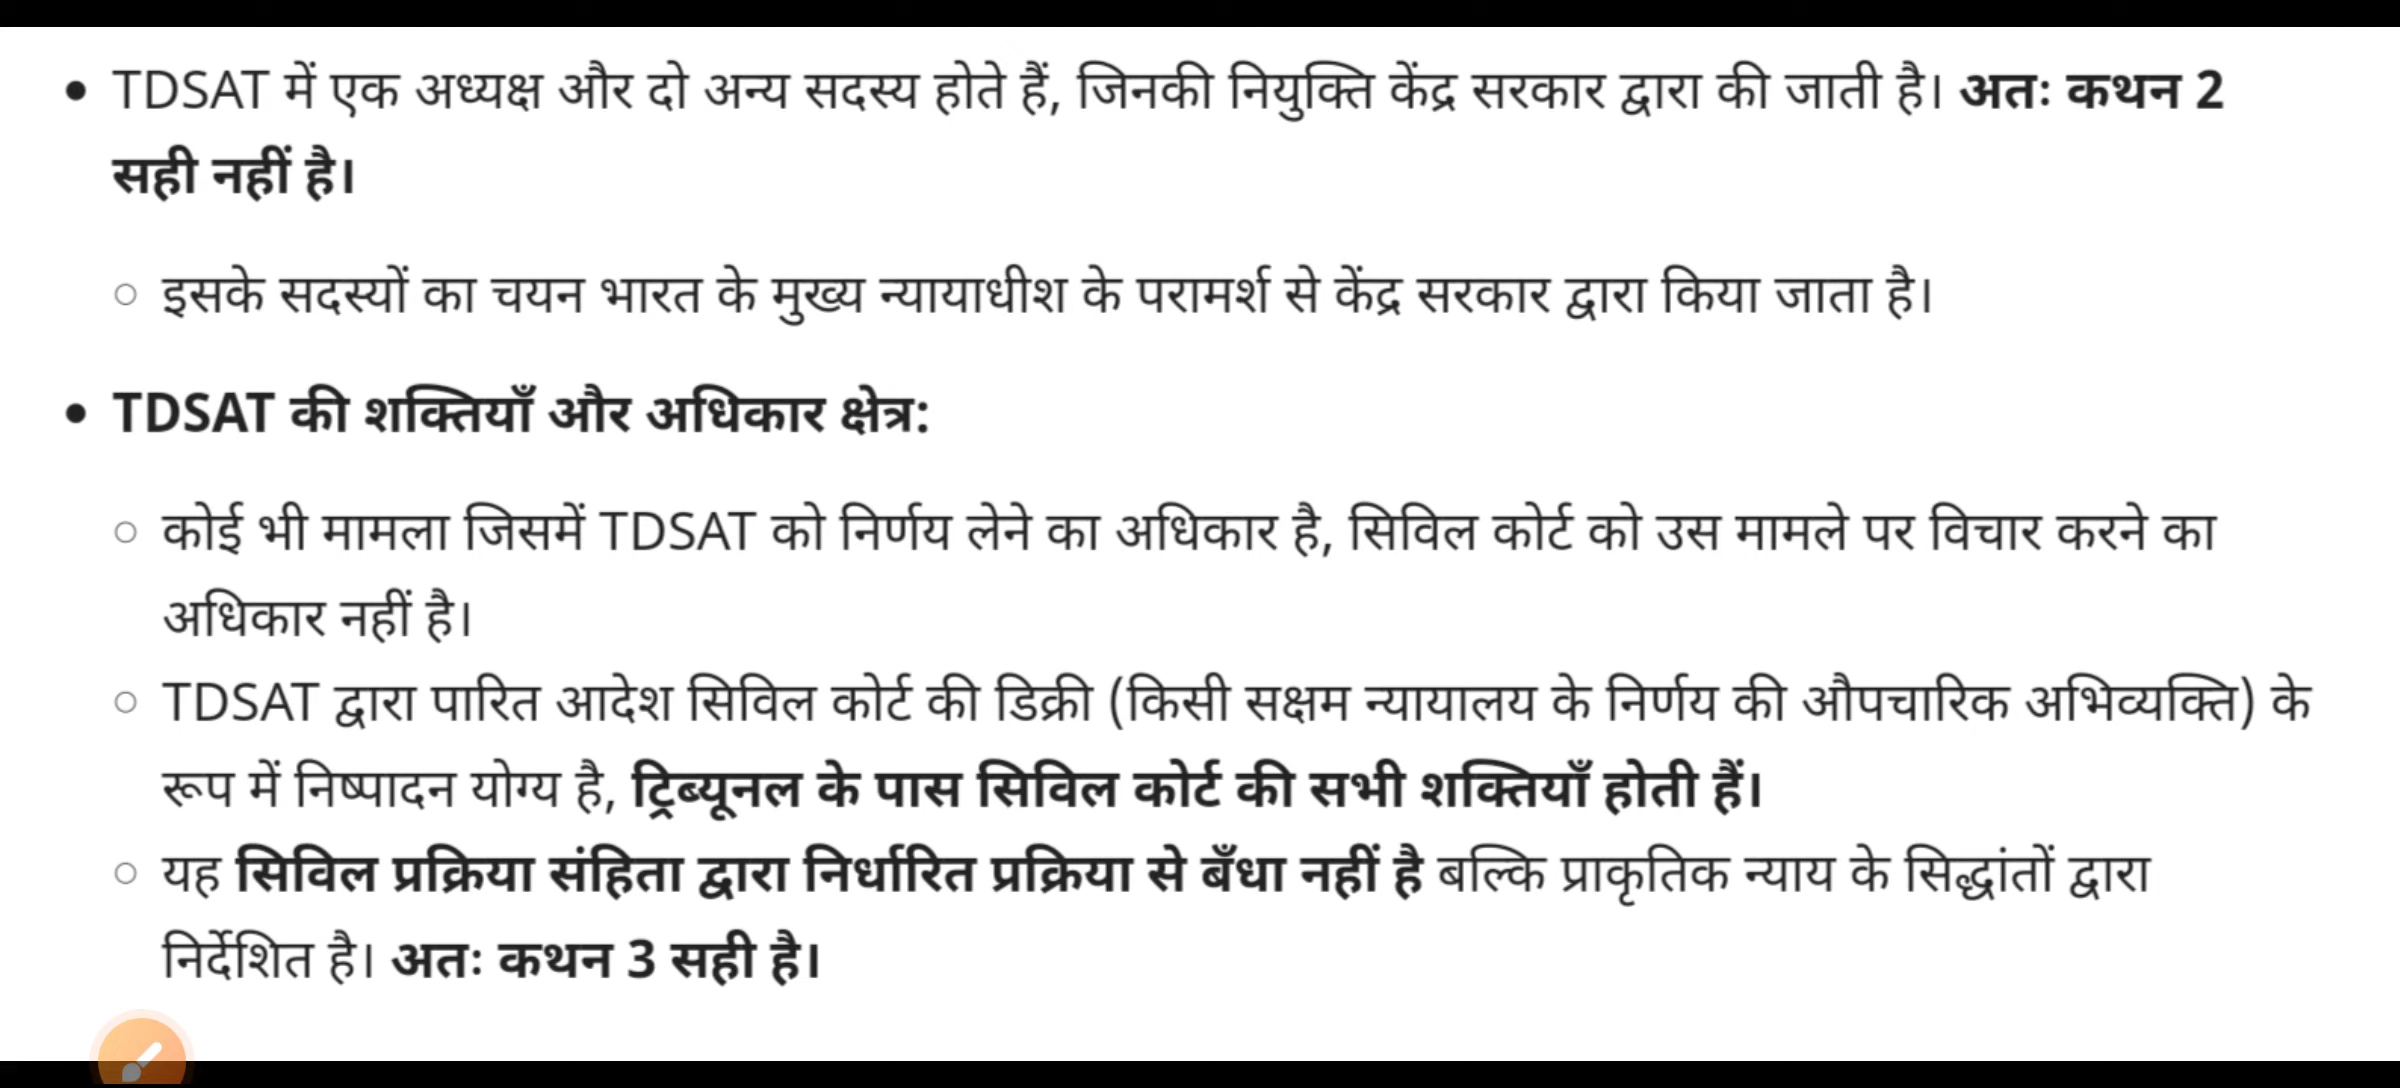 • TDSAT में एक अध्यक्ष और दो अन्य सदस्य होते हैं, जिनकी नियुक्ति केंद्र सरकार द्वारा की जाती है। अतः कथन 2
सही नहीं है।
○ इसके सदस्यों का चयन भारत के मुख्य न्यायाधीश के परामर्श से केंद्र सरकार द्वारा किया जाता है।
• TDSAT की शक्तियाँ और अधिकार क्षेत्र:
○ कोई भी मामला जिसमें TDSAT को निर्णय लेने का अधिकार है, सिविल कोर्ट को उस मामले पर विचार करने का
अधिकार नहीं है।
○ TDSAT द्वारा पारित आदेश सिविल कोर्ट की डिक्री (किसी सक्षम न्यायालय के निर्णय की औपचारिक अभिव्यक्ति) के
रूप में निष्पादन योग्य है, ट्रिब्यूनल के पास सिविल कोर्ट की सभी शक्तियाँ होती हैं।
○ यह सिविल प्रक्रिया संहिता द्वारा निर्धारित प्रक्रिया से बँधा नहीं है बल्कि प्राकृतिक न्याय के सिद्धांतों द्वारा
निर्देशित है। अतः कथन 3 सही है।